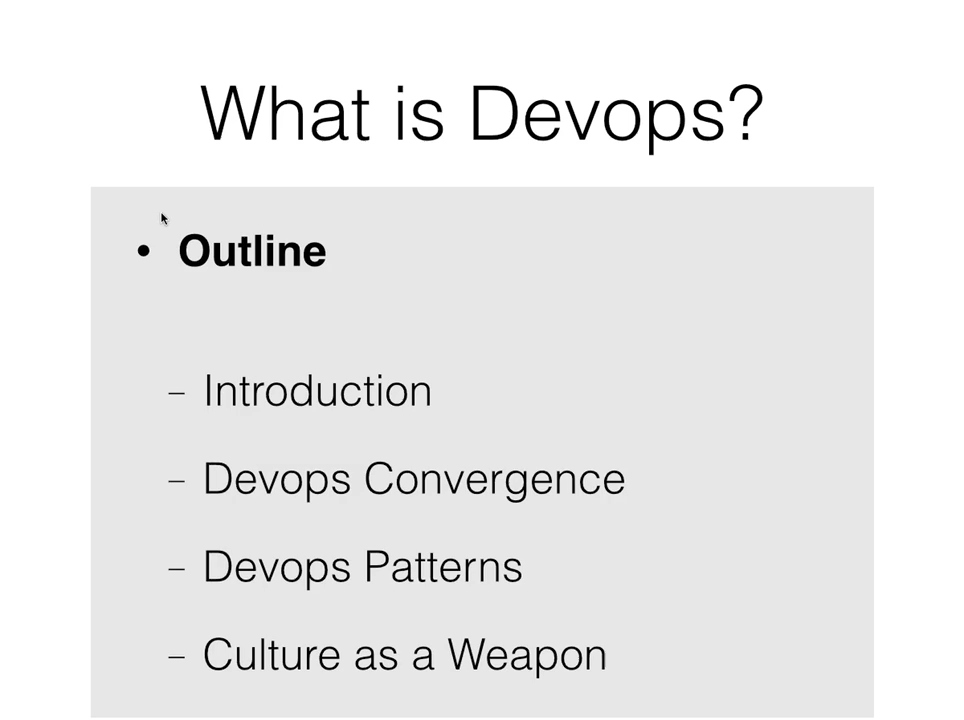 What is Devops?
• Outline
– Introduction
– Devops Convergence
– Devops Patterns
– Culture as a Weapon